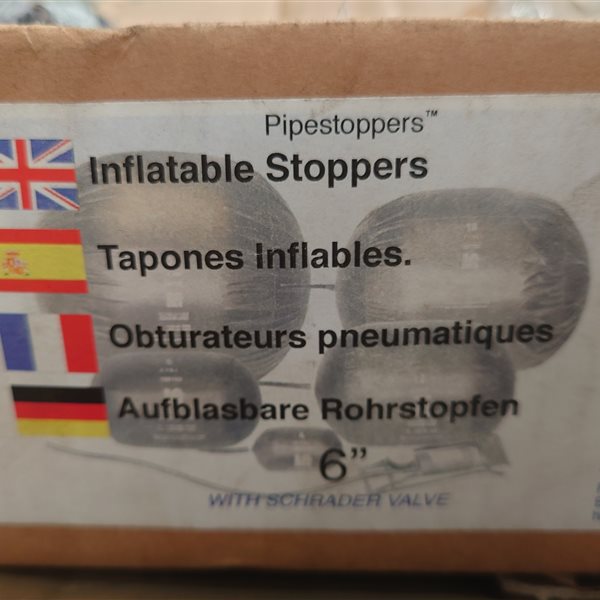 Pipestoppers™
Inflatable Stoppers
Tapones Inflables.
Obturateurs pneumatiques
Aufblasbare Rohrstopfen
6”
WITH SCHRADER VALVE